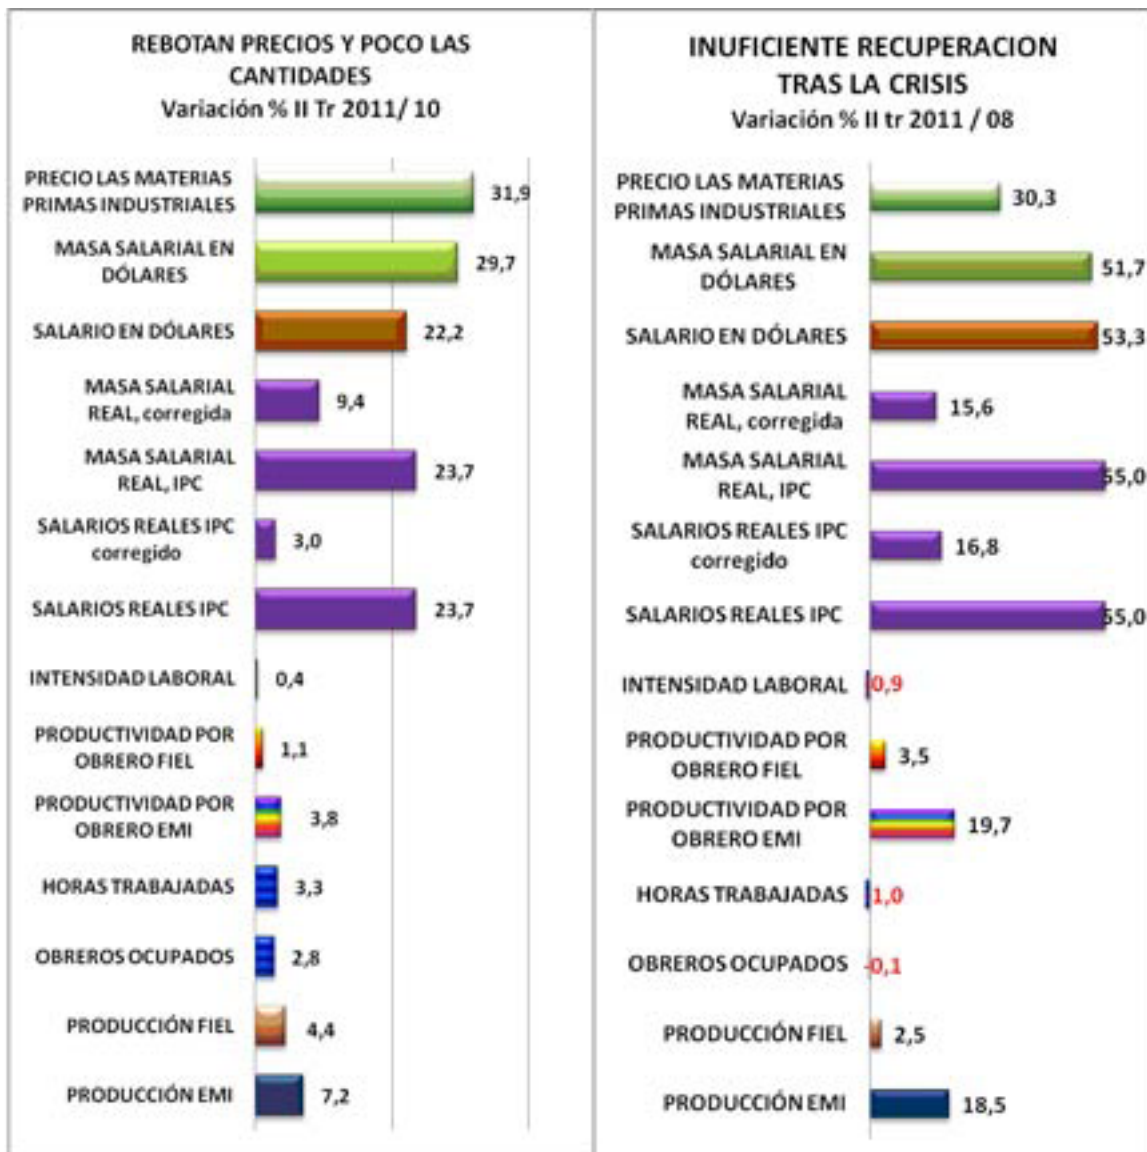 REBOTAN PRECIOS Y POCO LAS
CANTIDADES
Variación % II Tr 2011/ 10
PRECIO LAS MATERIAS
PRIMAS INDUSTRIALES
31,9
MASA SALARIAL EN
DÓLARES
29,7
SALARIO EN DÓLARES
22,2
MASA SALARIAL
REAL, corregida
9,4
MASA SALARIAL
REAL, IPC
23,7
SALARIOS REALES IPC
corregido
3,0
SALARIOS REALES IPC
23,7
INTENSIDAD LABORAL
0,4
PRODUCTIVIDAD POR
OBRERO FIEL
1,1
PRODUCTIVIDAD POR
OBRERO EMI
3,8
HORAS TRABAJADAS
3,3
OBREROS OCUPADOS
2,8
PRODUCCIÓN FIEL
4,4
PRODUCCIÓN EMI
7,2
INUFICIENTE RECUPERACION
TRAS LA CRISIS
Variación % II tr 2011 / 08
PRECIO LAS MATERIAS
PRIMAS INDUSTRIALES
30,3
MASA SALARIAL EN
DÓLARES
51,7
SALARIO EN DÓLARES
53,3
MASA SALARIAL
REAL, corregida
15,6
MASA SALARIAL
REAL, IPC
55,0
SALARIOS REALES IPC
corregido
16,8
SALARIOS REALES IPC
55,0
INTENSIDAD LABORAL
-0,9
PRODUCTIVIDAD POR
OBRERO FIEL
3,5
PRODUCTIVIDAD POR
OBRERO EMI
19,7
HORAS TRABAJADAS
-1,0
OBREROS OCUPADOS
-0,1
PRODUCCIÓN FIEL
2,5
PRODUCCIÓN EMI
18,5